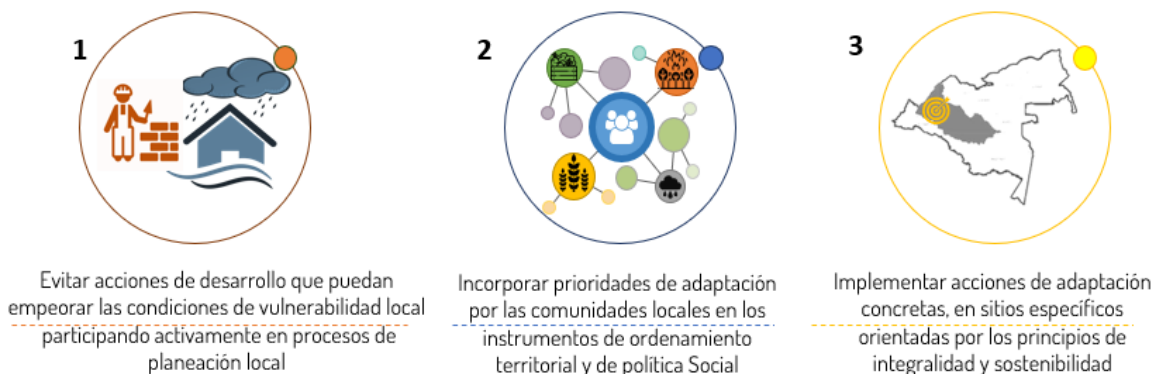 1
Evitar acciones de desarrollo que puedan
empeorar las condiciones de vulnerabilidad local
participando activamente en procesos de
planeación local
2
Incorporar prioridades de adaptación
por las comunidades locales en los
instrumentos de ordenamiento
territorial y de política Social
3
Implementar acciones de adaptación
concretas, en sitios específicos
orientadas por los principios de
integralidad y sostenibilidad